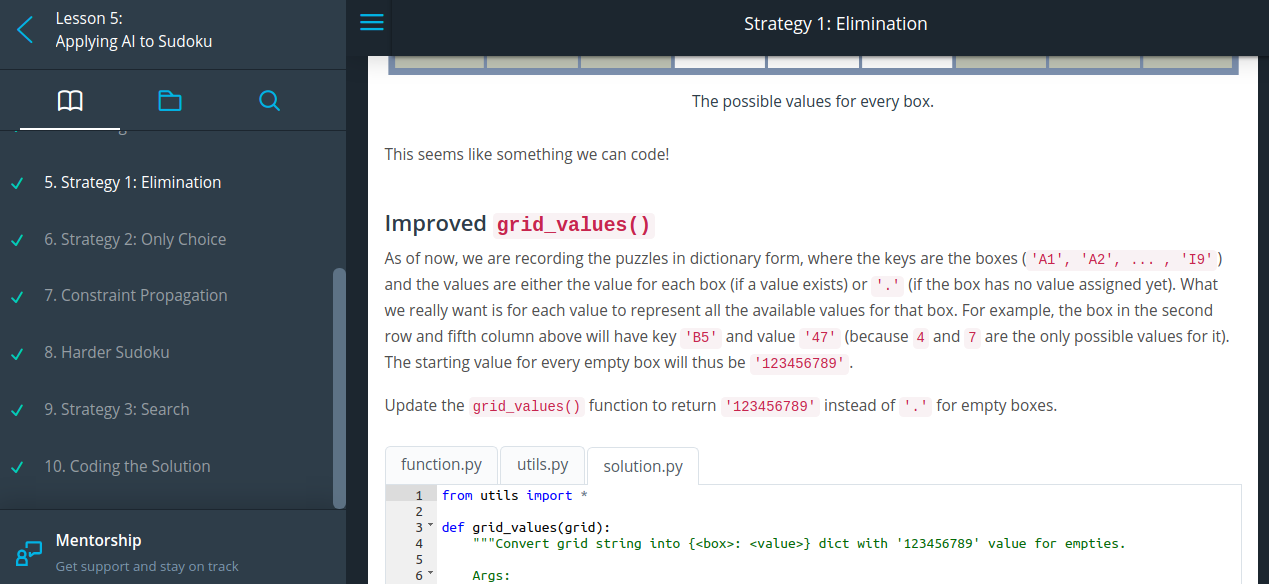 Lesson 5:
Applying AI to Sudoku
5. Strategy 1: Elimination
6. Strategy 2: Only Choice
7. Constraint Propagation
8. Harder Sudoku
9. Strategy 3: Search
10. Coding the Solution
Mentorship
Get support and stay on track
Strategy 1: Elimination
The possible values for every box.
This seems like something we can code!
Improved grid_values()
As of now, we are recording the puzzles in dictionary form, where the keys are the boxes ( 'A1', 'A2', ... , 'I9' )
and the values are either the value for each box (if a value exists) or '.' (if the box has no value assigned yet). What
we really want is for each value to represent all the available values for that box. For example, the box in the second
row and fifth column above will have key 'B5' and value '47' (because 4 and 7 are the only possible values for it).
The starting value for every empty box will thus be '123456789' .
Update the grid_values() function to return '123456789' instead of '.' for empty boxes.
function.py utils.py solution.py
1 from utils import *
2
3 def grid_values(grid):
4 """Convert grid string into {<box>: <value>} dict with '123456789' value for empties.
5
6 Args: